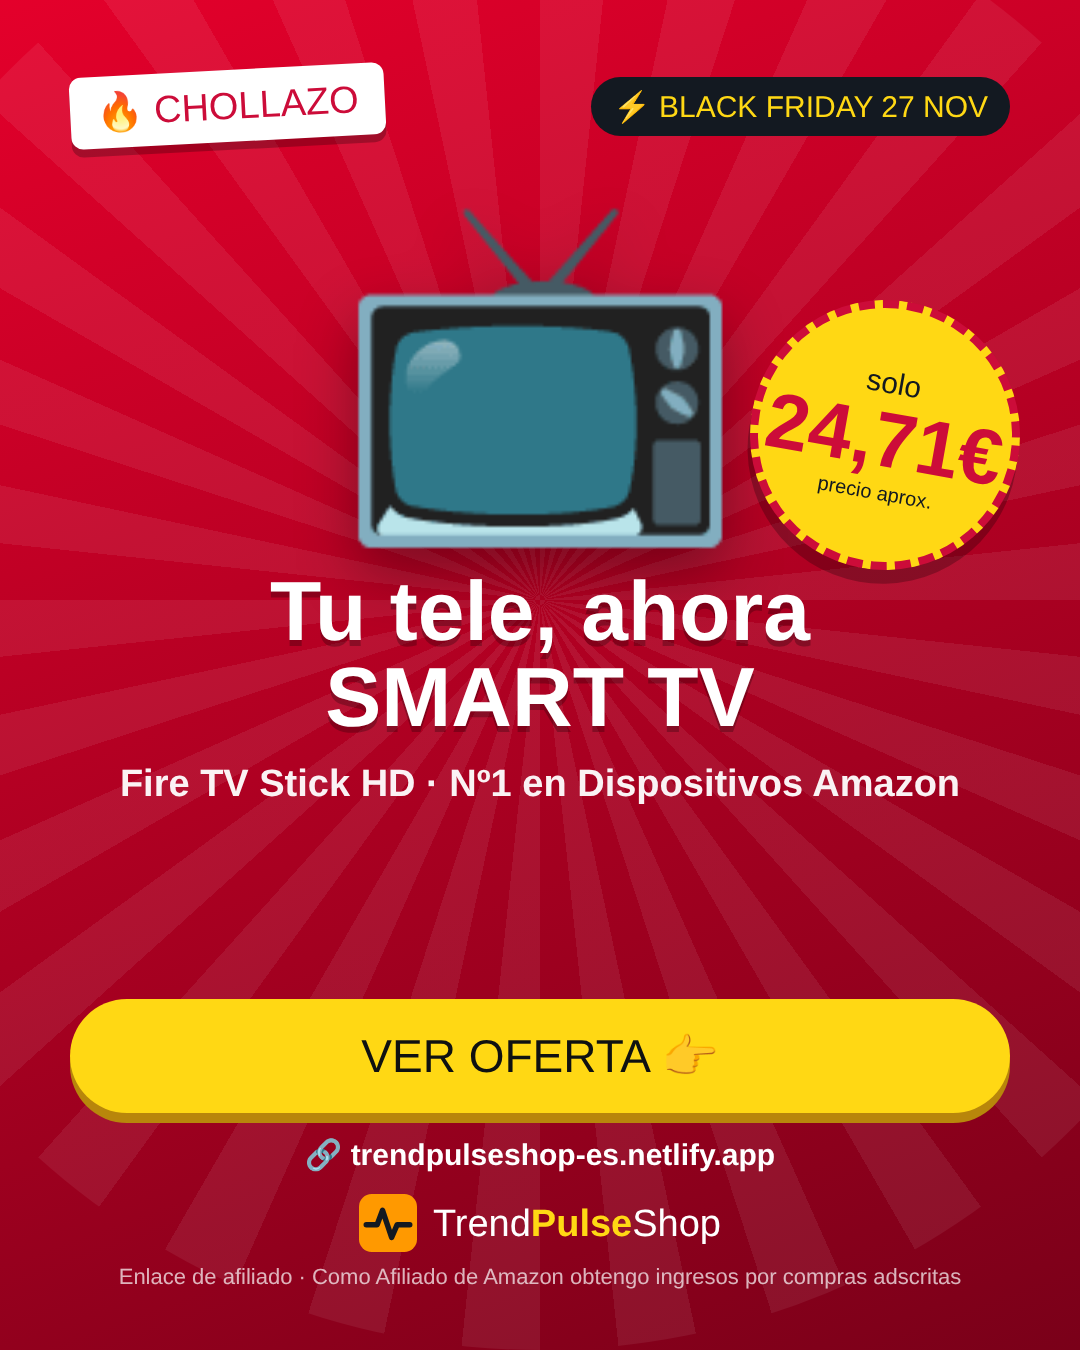 🔥 CHOLLAZO
⚡ BLACK FRIDAY 27 NOV
solo
24,71€
precio aprox.
Tu tele, ahora
SMART TV
Fire TV Stick HD · Nº1 en Dispositivos Amazon
VER OFERTA 👉
🔗 trendpulseshop-es.netlify.app
TrendPulseShop
Enlace de afiliado · Como Afiliado de Amazon obtengo ingresos por compras adscritas